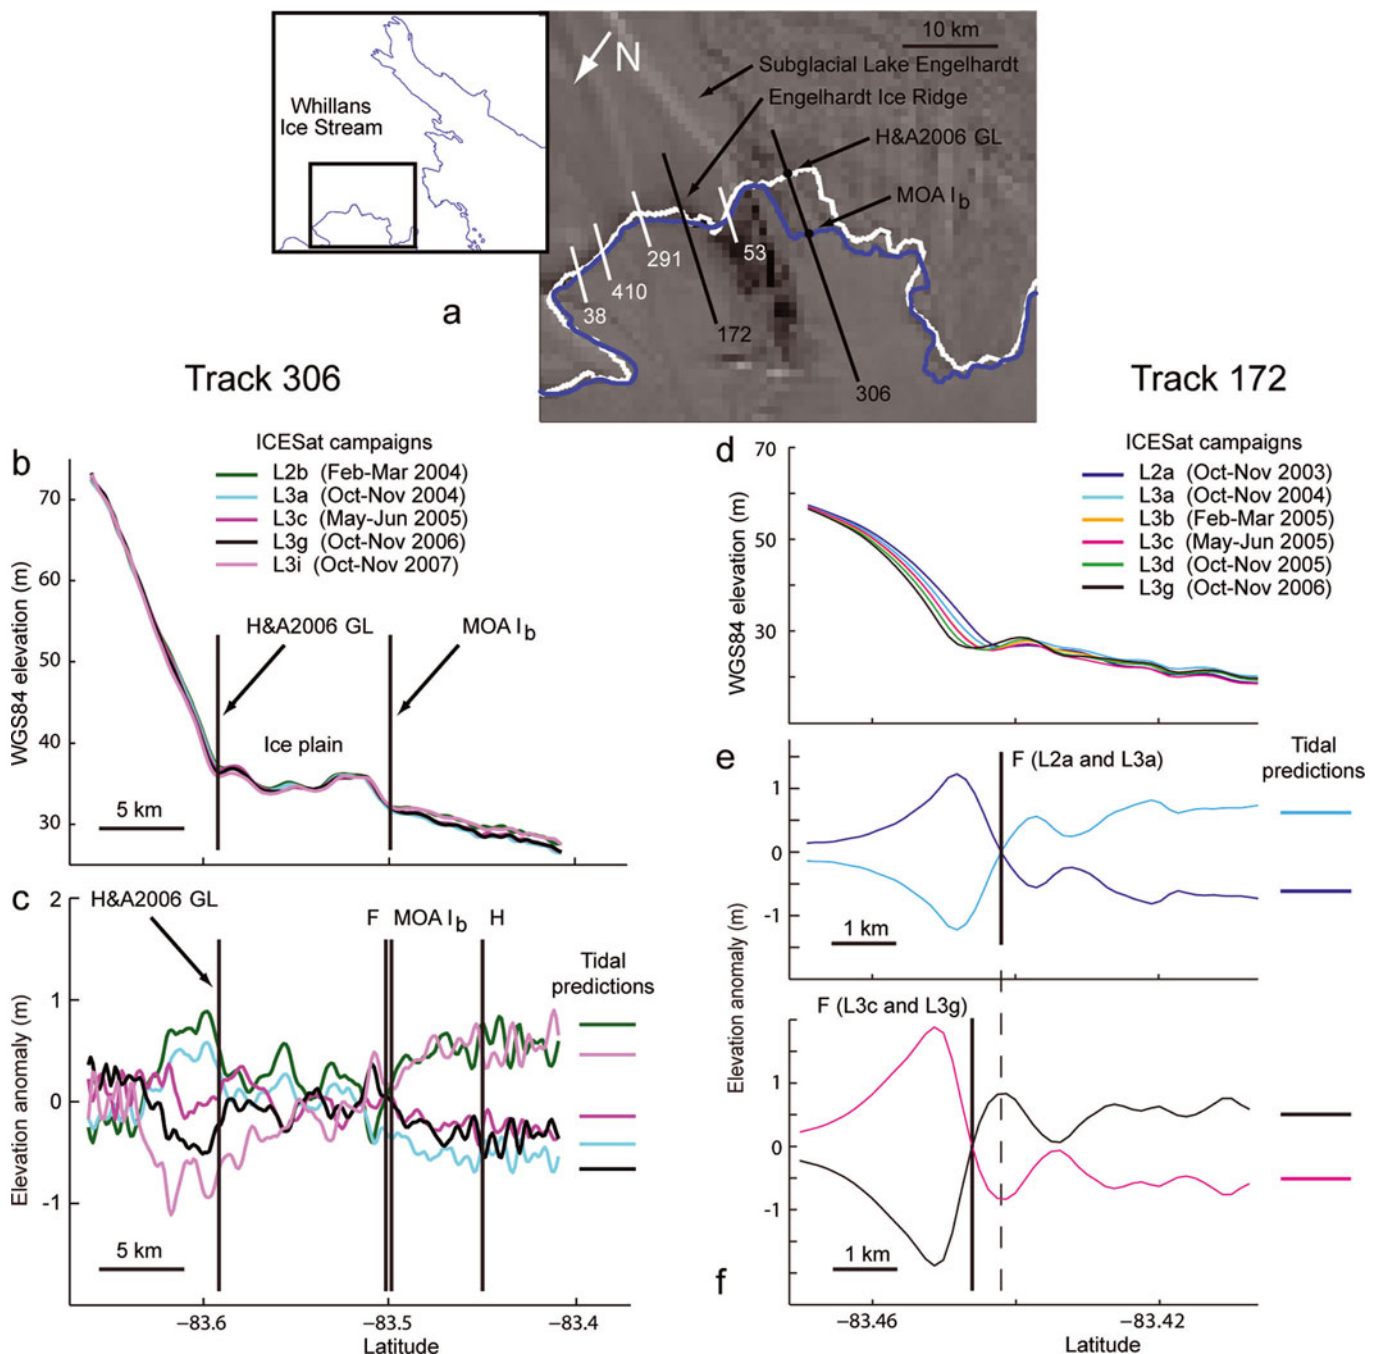 Whillans
Ice Stream
N
10 km
Subglacial Lake Engelhardt
Engelhardt Ice Ridge
H&A2006 GL
MOA Ib
291
53
410
38
172
306
a
Track 306
Track 172
b
ICESat campaigns
L2b (Feb-Mar 2004)
L3a (Oct-Nov 2004)
L3c (May-Jun 2005)
L3g (Oct-Nov 2006)
L3i (Oct-Nov 2007)
WGS84 elevation (m)
70
60
50
40
30
H&A2006 GL
MOA Ib
Ice plain
5 km
c
H&A2006 GL
F
MOA Ib
H
Tidal
predictions
Elevation anomaly (m)
2
1
0
-1
5 km
−83.6
−83.5
−83.4
Latitude
d
ICESat campaigns
L2a (Oct-Nov 2003)
L3a (Oct-Nov 2004)
L3b (Feb-Mar 2005)
L3c (May-Jun 2005)
L3d (Oct-Nov 2005)
L3g (Oct-Nov 2006)
WGS84 elevation (m)
70
50
30
e
F (L2a and L3a)
Tidal
predictions
1
0
-1
1 km
Elevation anomaly (m)
F (L3c and L3g)
1
0
-1
1 km
f
−83.46
−83.42
Latitude